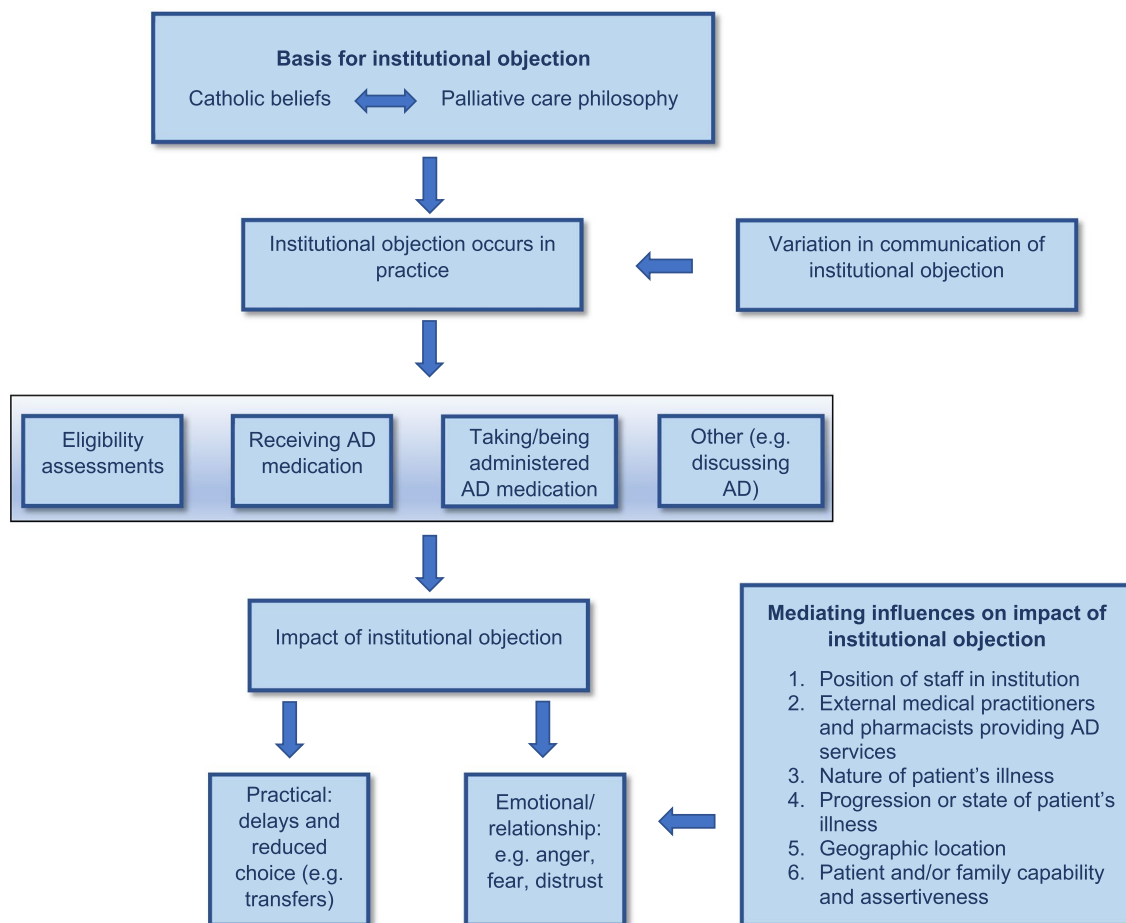 Basis for institutional objection
Catholic beliefs Palliative care philosophy
Institutional objection occurs in
practice
Variation in communication of
institutional objection
Eligibility
assessments
Receiving AD
medication
Taking/being
administered
AD medication
Other (e.g.
discussing
AD)
Impact of institutional objection
Practical:
delays and
reduced
choice (e.g.
transfers)
Emotional/
relationship:
e.g. anger,
fear, distrust
Mediating influences on impact of
institutional objection
1. Position of staff in institution
2. External medical practitioners
and pharmacists providing AD
services
3. Nature of patient’s illness
4. Progression or state of patient’s
illness
5. Geographic location
6. Patient and/or family capability
and assertiveness